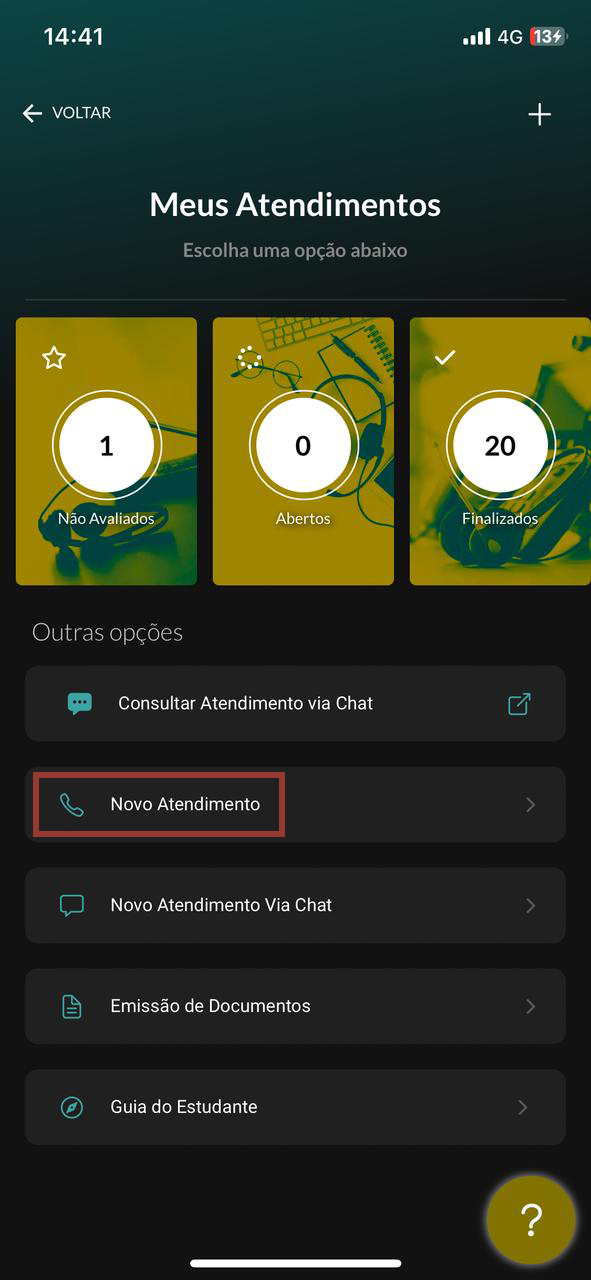 14:41
4G
13
VOLTAR
Meus Atendimentos
Escolha uma opção abaixo
1
Não Avaliados
0
Abertos
20
Finalizados
Outras opções
Consultar Atendimento via Chat
Novo Atendimento
Novo Atendimento Via Chat
Emissão de Documentos
Guia do Estudante
?